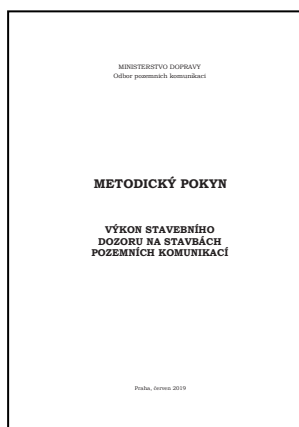 MINISTERSTVO DOPRAVY
Odbor pozemních komunikací
METODICKÝ POKYN
VÝKON STAVEBNÍHO
DOZORU NA STAVBÁCH
POZEMNÍCH KOMUNIKACÍ
Praha, červen 2019